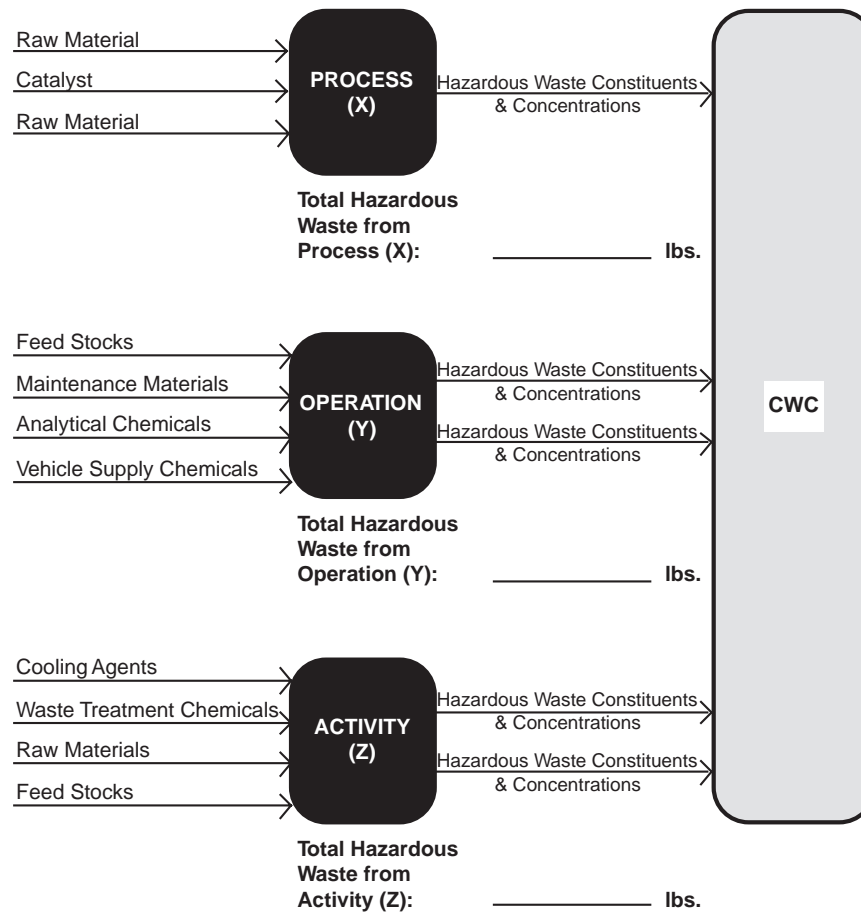 Raw Material
Catalyst
Raw Material
PROCESS
(X)
Hazardous Waste Constituents
& Concentrations
Total Hazardous
Waste from
Process (X): lbs.
Feed Stocks
Maintenance Materials
Analytical Chemicals
Vehicle Supply Chemicals
OPERATION
(Y)
Hazardous Waste Constituents
& Concentrations
Hazardous Waste Constituents
& Concentrations
CWC
Total Hazardous
Waste from
Operation (Y): lbs.
Cooling Agents
Waste Treatment Chemicals
Raw Materials
Feed Stocks
ACTIVITY
(Z)
Hazardous Waste Constituents
& Concentrations
Hazardous Waste Constituents
& Concentrations
Total Hazardous
Waste from
Activity (Z): lbs.